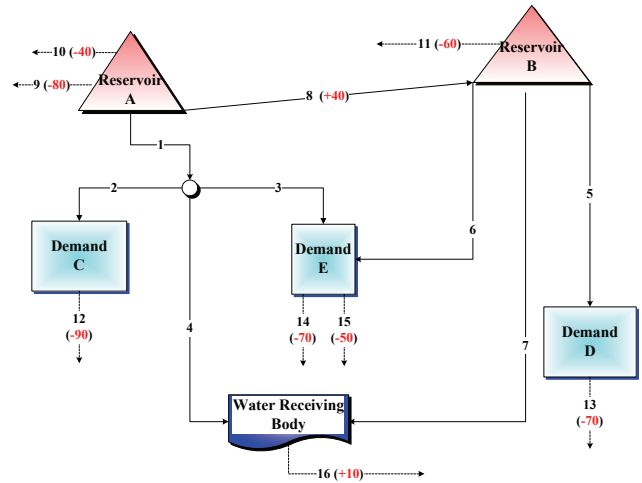 10 (-40)
9 (-80)
Reservoir
A
11 (-60)
Reservoir
B
8 (+40)
1
2
3
5
6
Demand
C
Demand
E
12
(-90)
14
(-70)
15
(-50)
4
7
Demand
D
13
(-70)
Water Receiving
Body
16 (+10)